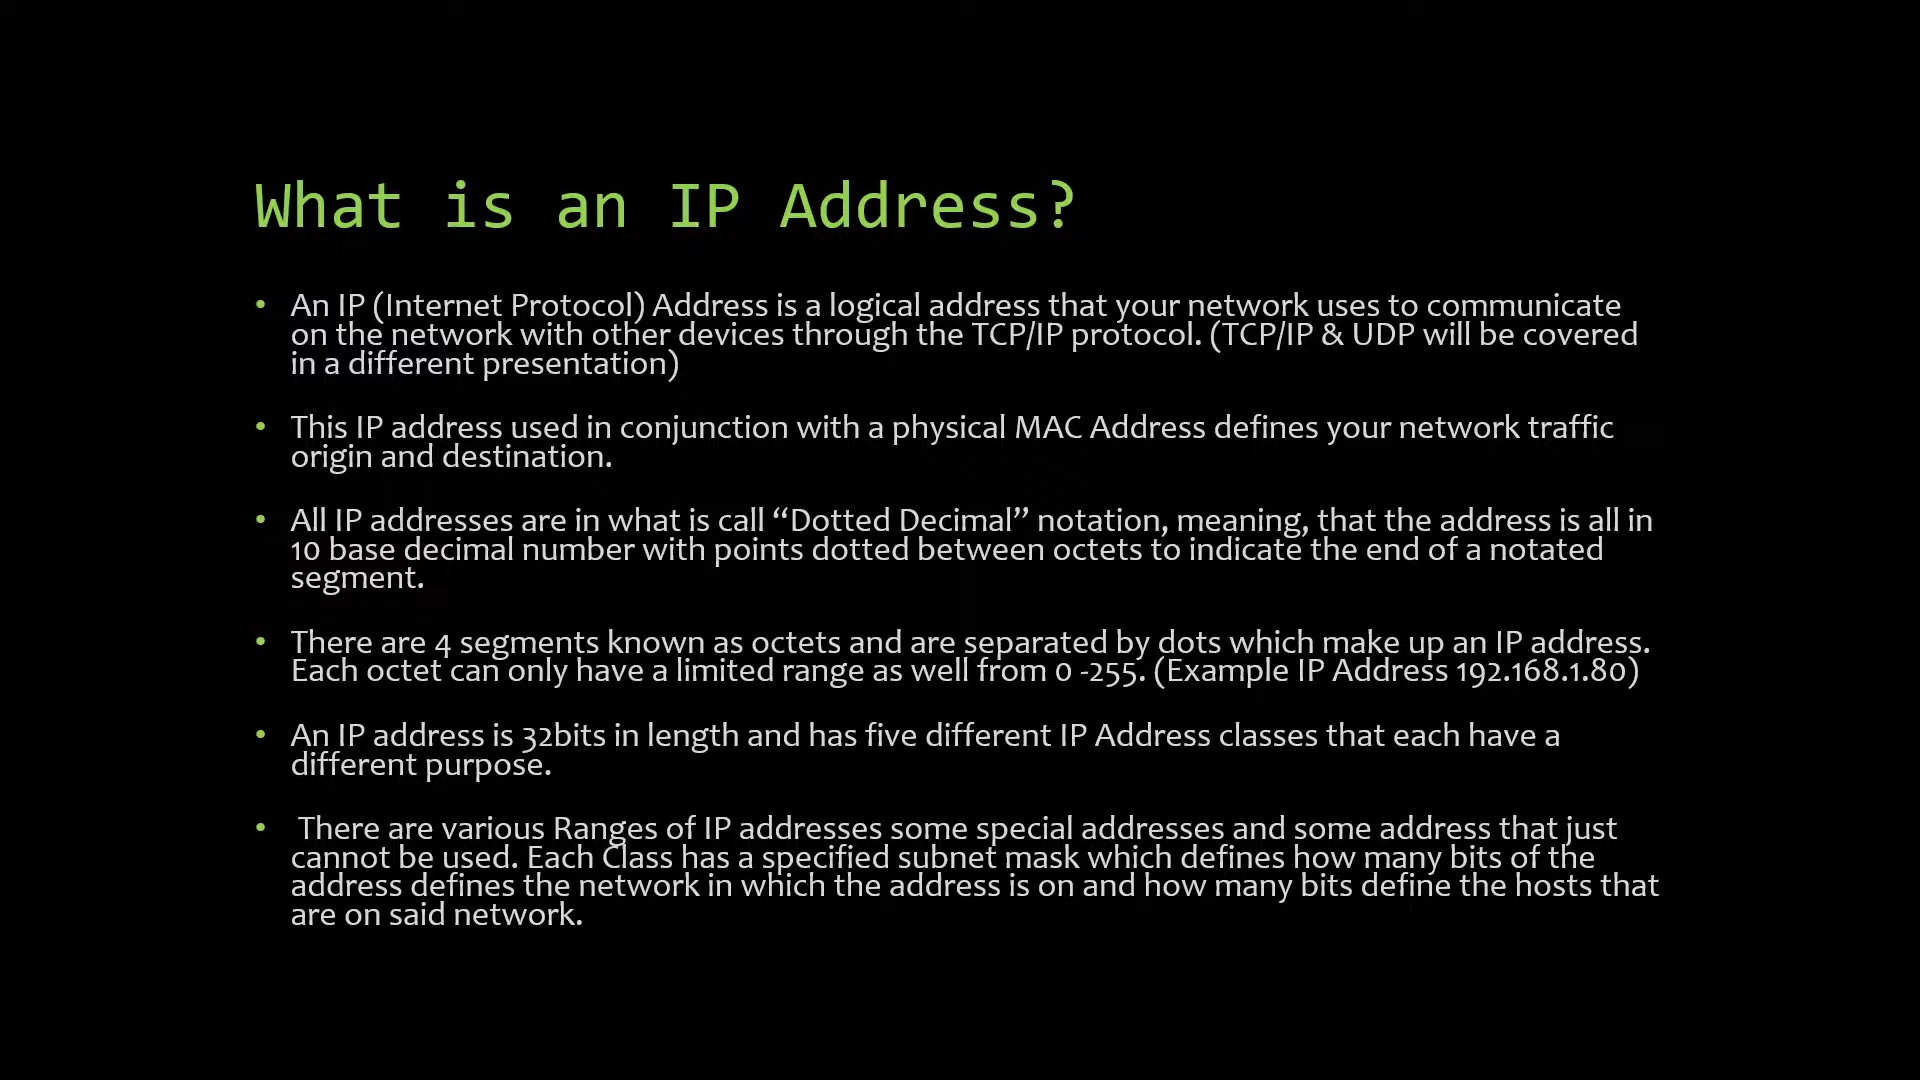 What is an IP Address?
• An IP (Internet Protocol) Address is a logical address that your network uses to communicate
on the network with other devices through the TCP/IP protocol. (TCP/IP & UDP will be covered
in a different presentation)
• This IP address used in conjunction with a physical MAC Address defines your network traffic
origin and destination.
• All IP addresses are in what is call “Dotted Decimal” notation, meaning, that the address is all in
10 base decimal number with points dotted between octets to indicate the end of a notated
segment.
• There are 4 segments known as octets and are separated by dots which make up an IP address.
Each octet can only have a limited range as well from 0 -255. (Example IP Address 192.168.1.80)
• An IP address is 32bits in length and has five different IP Address classes that each have a
different purpose.
• There are various Ranges of IP addresses some special addresses and some address that just
cannot be used. Each Class has a specified subnet mask which defines how many bits of the
address defines the network in which the address is on and how many bits define the hosts that
are on said network.